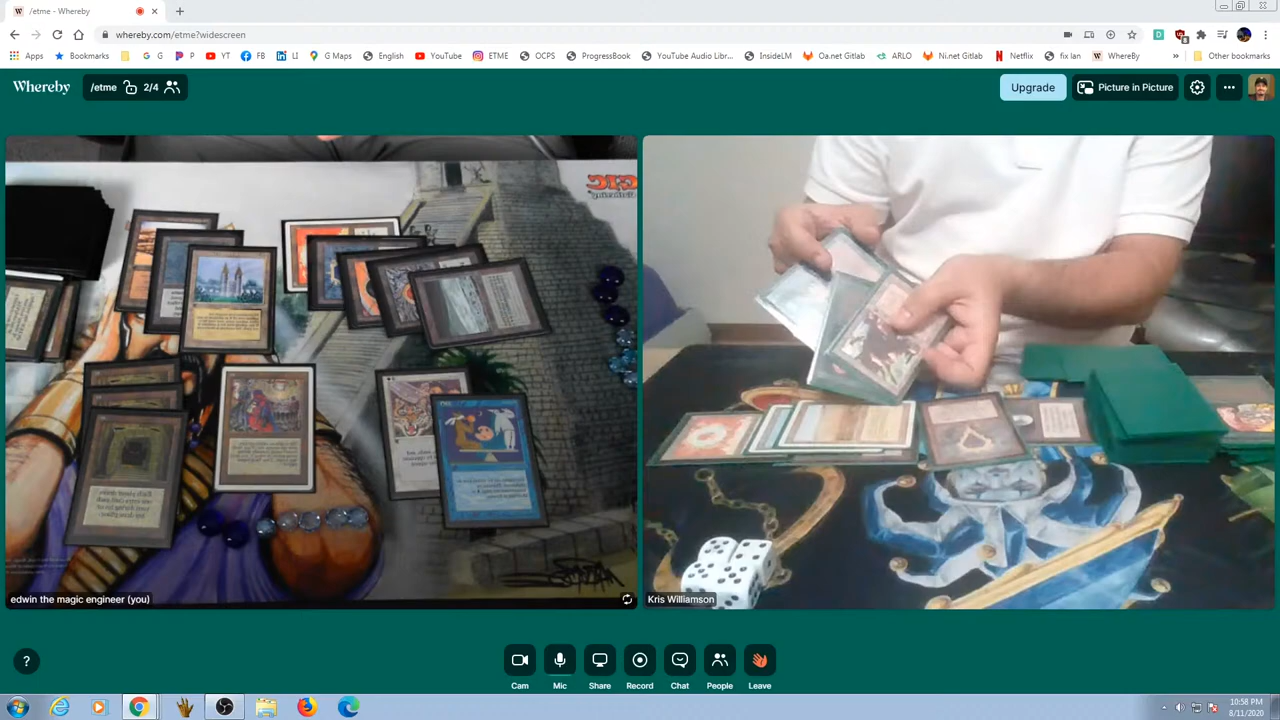 /etme - Whereby
whereby.com/etme?widescreen
Apps
Bookmarks
G
P
YT
FB
LI
G Maps
English
YouTube
ETME
OCPS
ProgressBook
YouTube Audio Libr...
InsideLM
Oa.net Gitlab
ARLO
Ni.net Gitlab
Netflix
fix lan
WhereBy
»
Other bookmarks
Whereby
/etme
2/4
Upgrade
Picture in Picture
edwin the magic engineer (you)
Kris Williamson
?
Cam
Mic
Share
Record
Chat
People
Leave
10:58 PM
8/11/2020